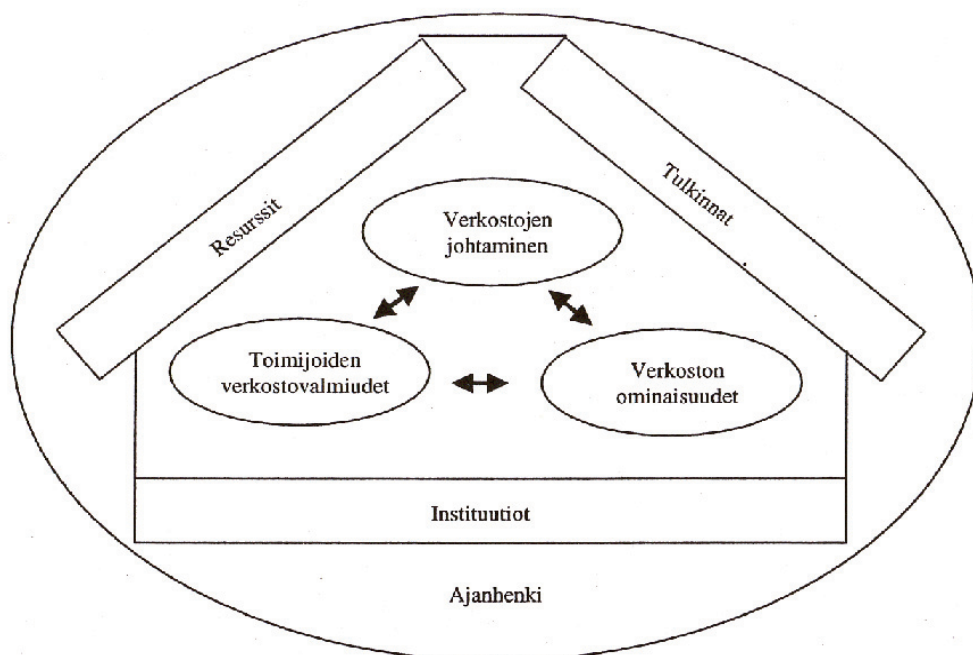 Resurssit
Tulkinnat
Verkostojen
johtaminen
Toimijoiden
verkostovalmiudet
Verkoston
ominaisuudet
Instituutiot
Ajanhenki